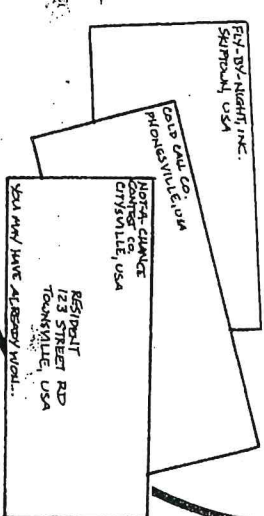 FLY-BY-NIGHT, INC.
SKIPTOWN, USA
COLD CALL CO.
PHONESVILLE, USA
NOT-A-CHANCE
CONTEST CO.
CITYSVILLE, USA
RESIDENT
123 STREET RD
TOWNSVILLE, USA
YOU MAY HAVE ALREADY WON...